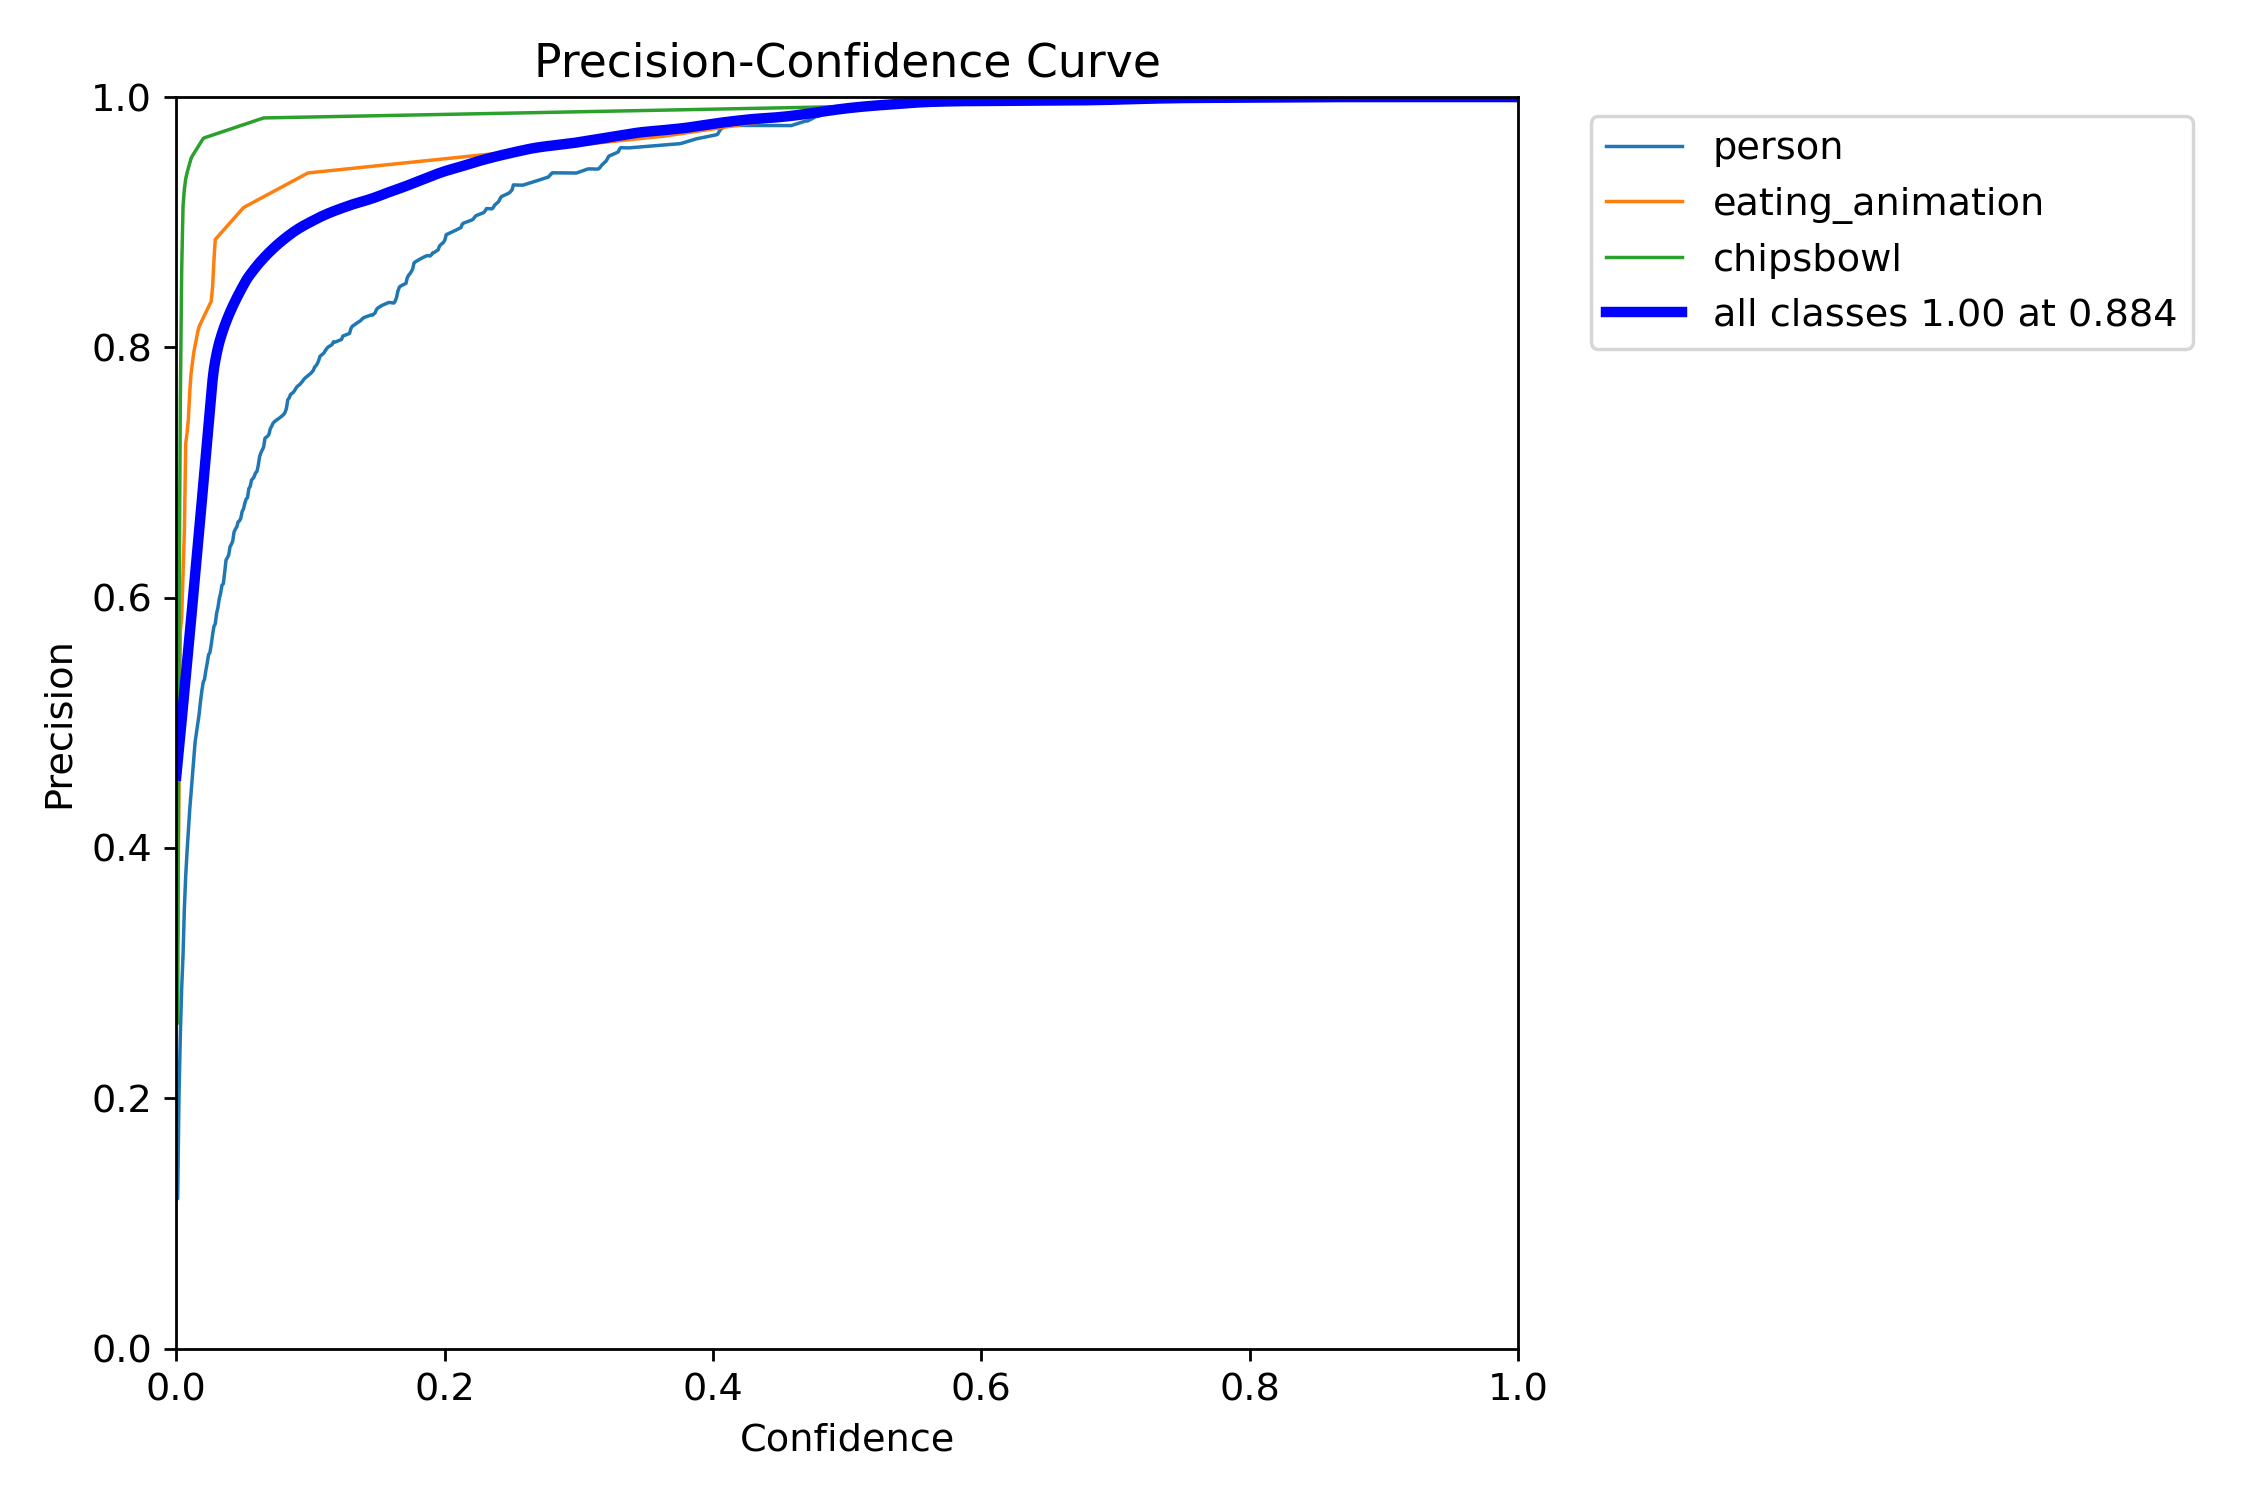 Precision-Confidence Curve
1.0
0.8
0.6
0.4
0.2
0.0
Precision
0.0 0.2 0.4 0.6 0.8 1.0
Confidence
person
eating_animation
chipsbowl
all classes 1.00 at 0.884